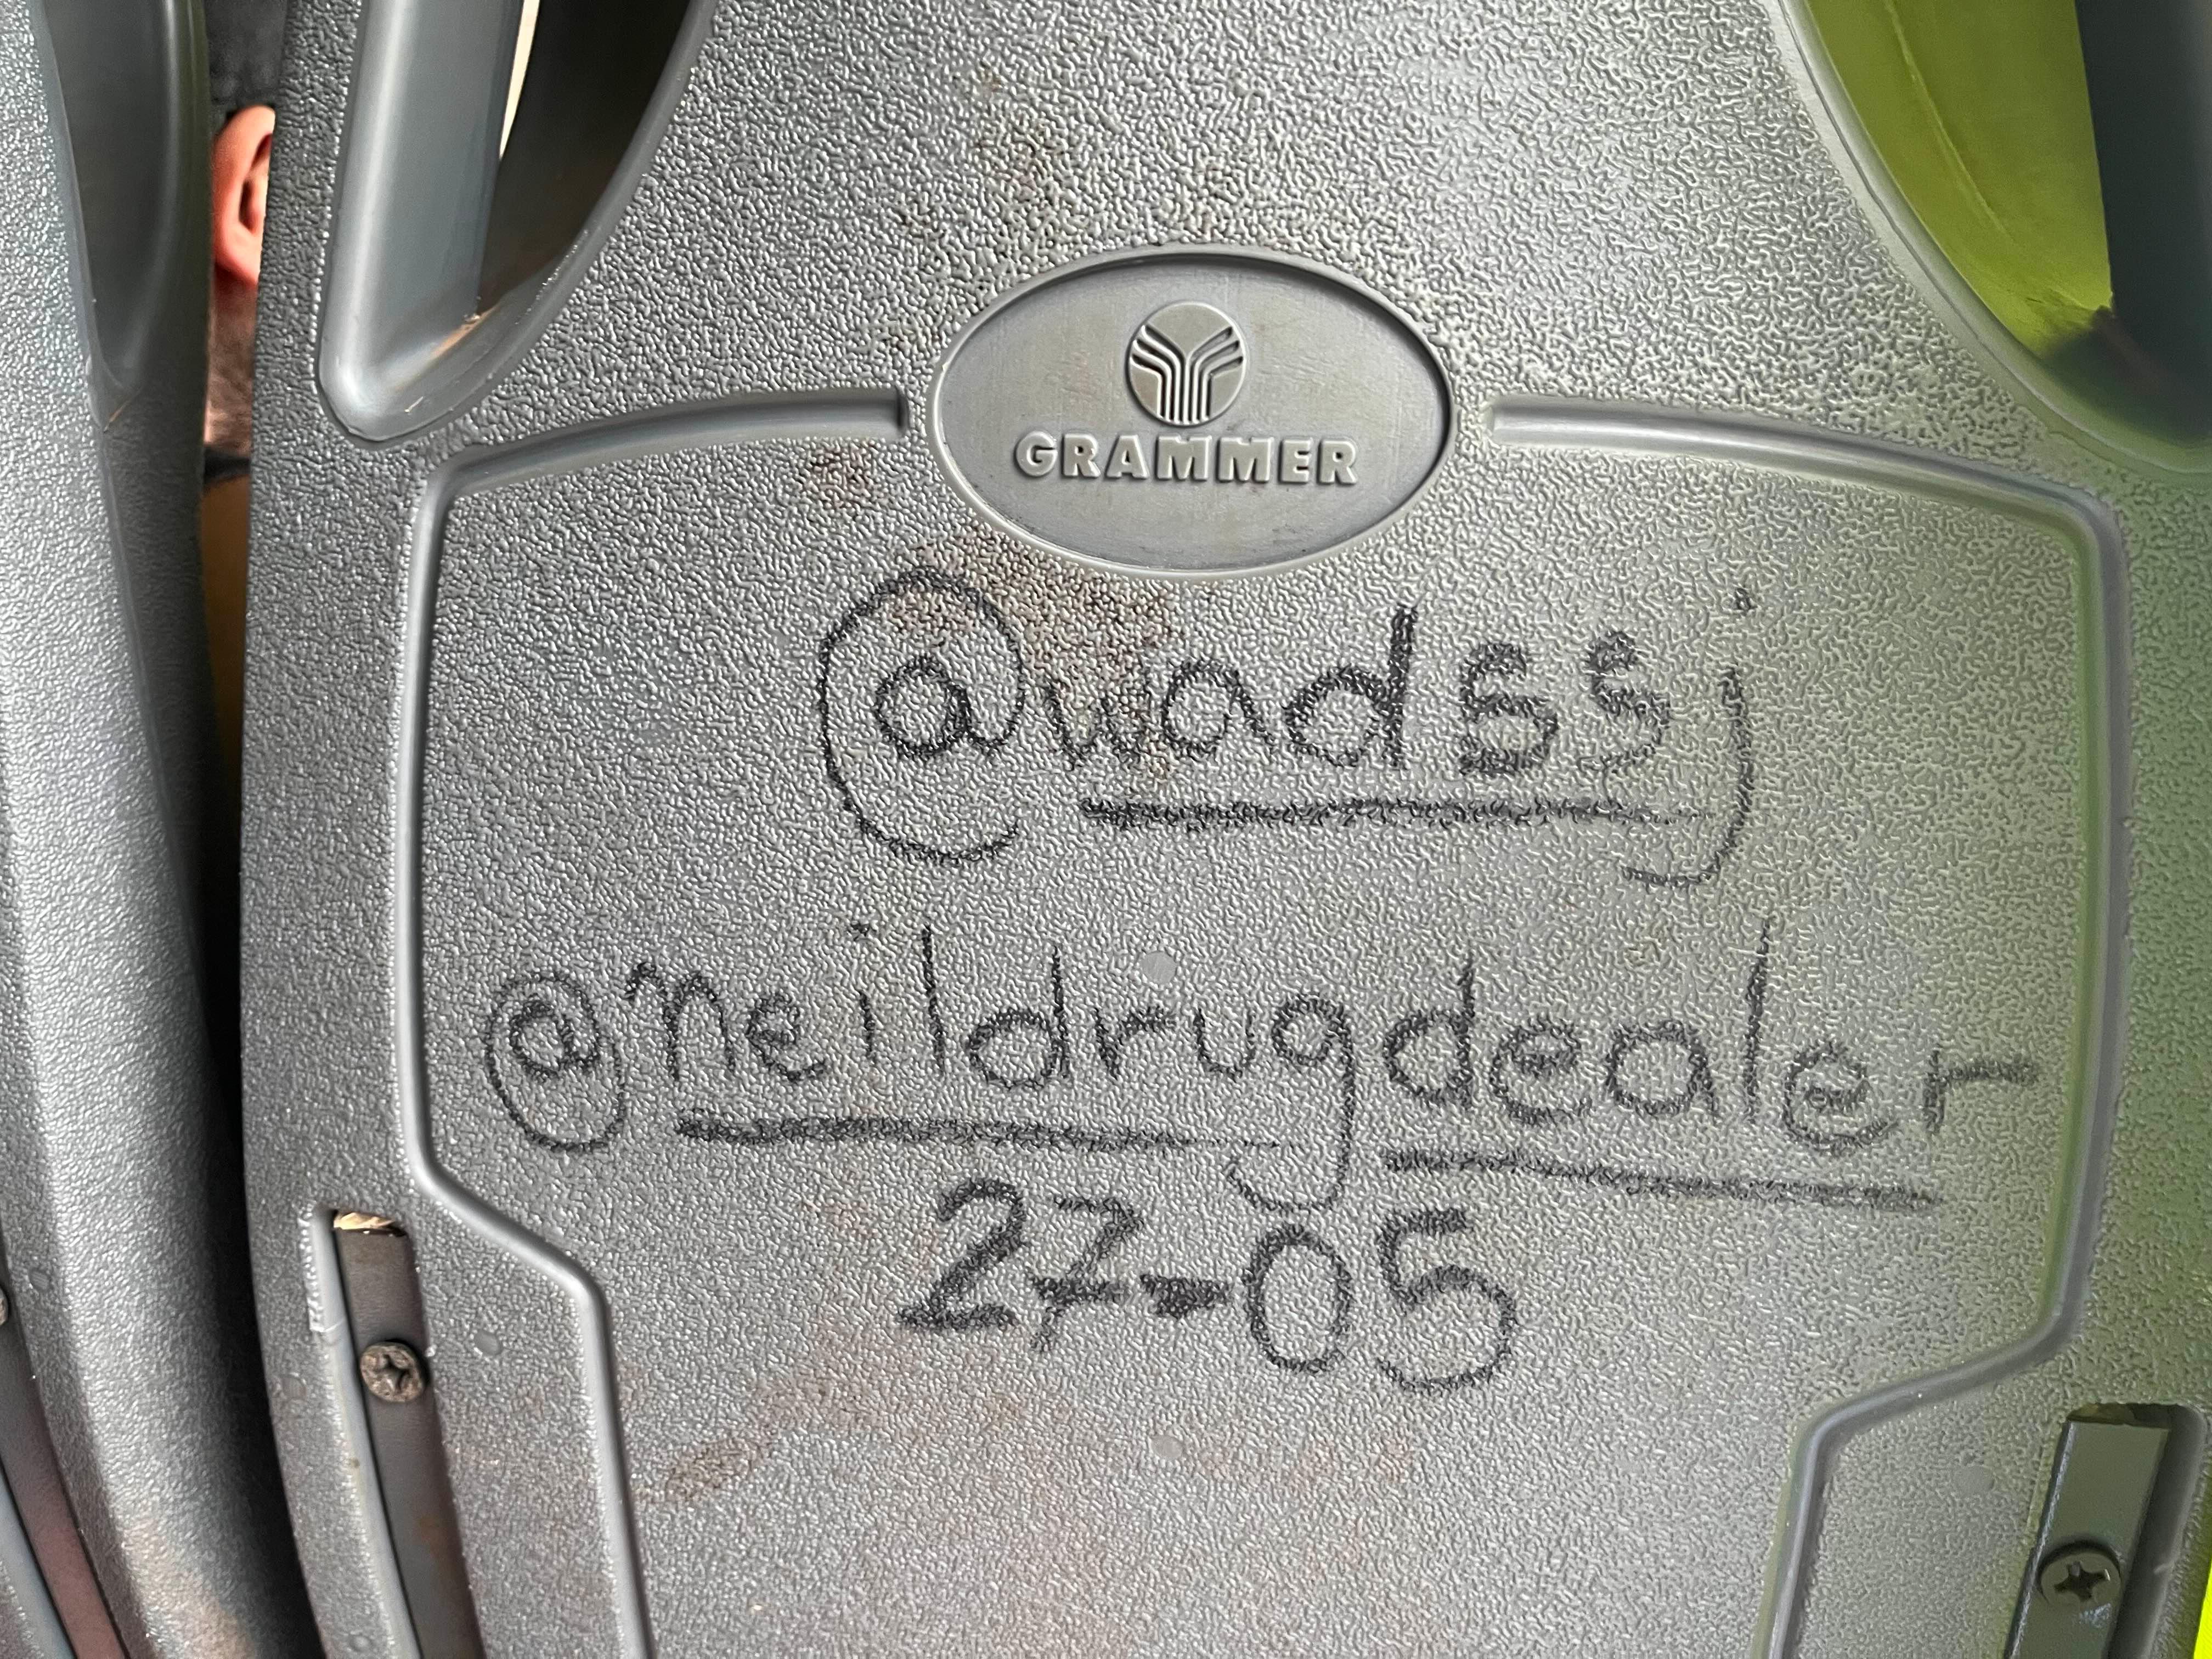 GRAMMER
@wadssj
@neildrugdealer
27-05